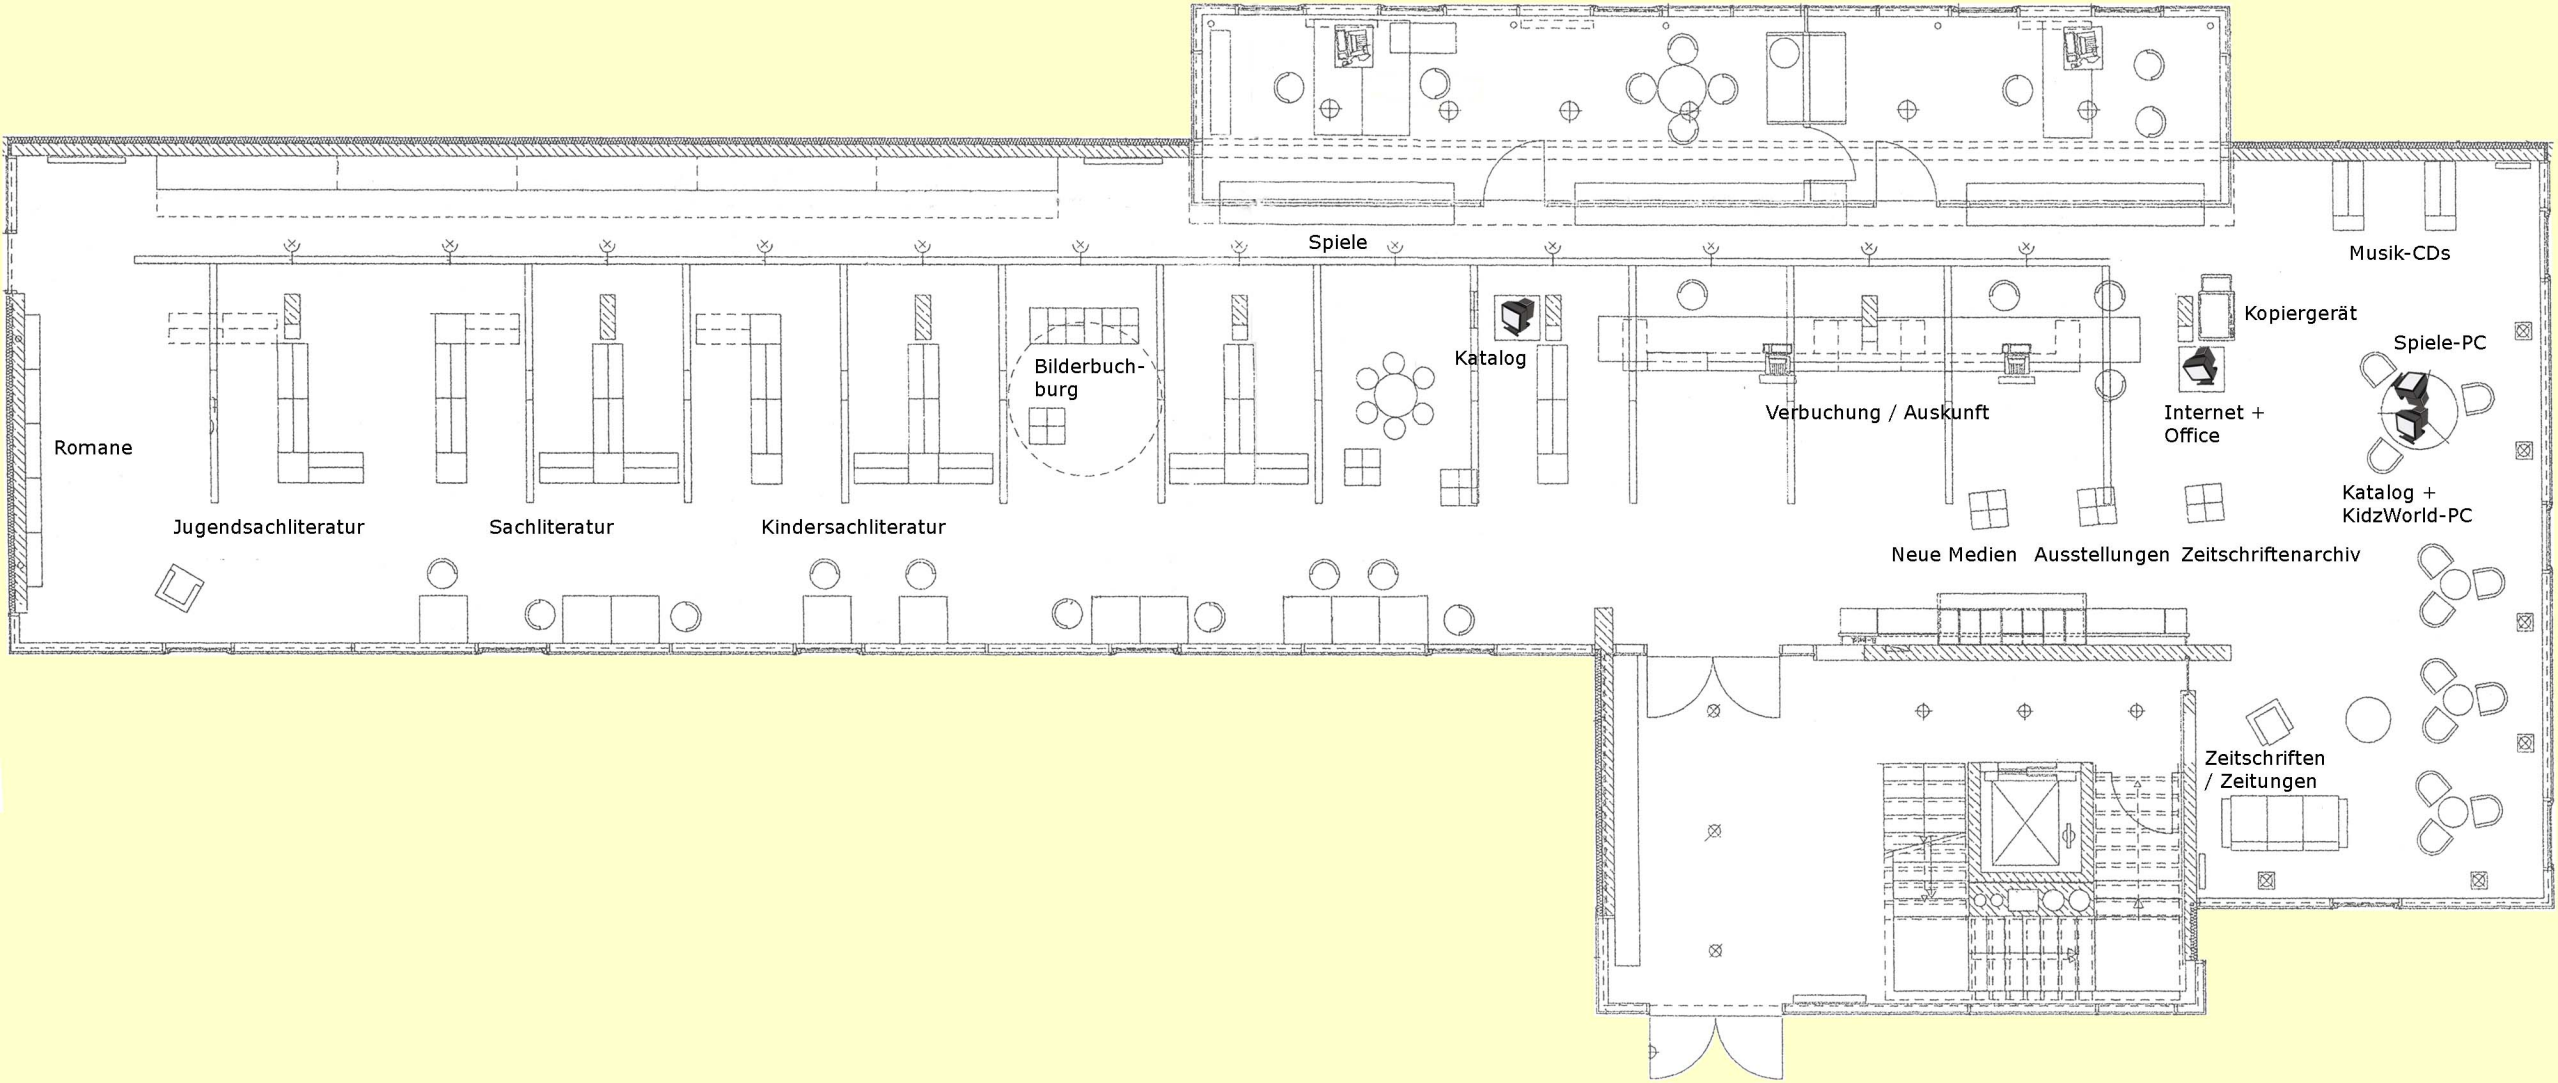 Spiele
Musik-CDs
Kopiergerät
Spiele-PC
Katalog
Bilderbuch-
burg
Verbuchung / Auskunft
Internet +
Office
Romane
Katalog +
KidzWorld-PC
Jugendsachliteratur
Sachliteratur
Kindersachliteratur
Neue Medien
Ausstellungen
Zeitschriftenarchiv
Zeitschriften
/ Zeitungen